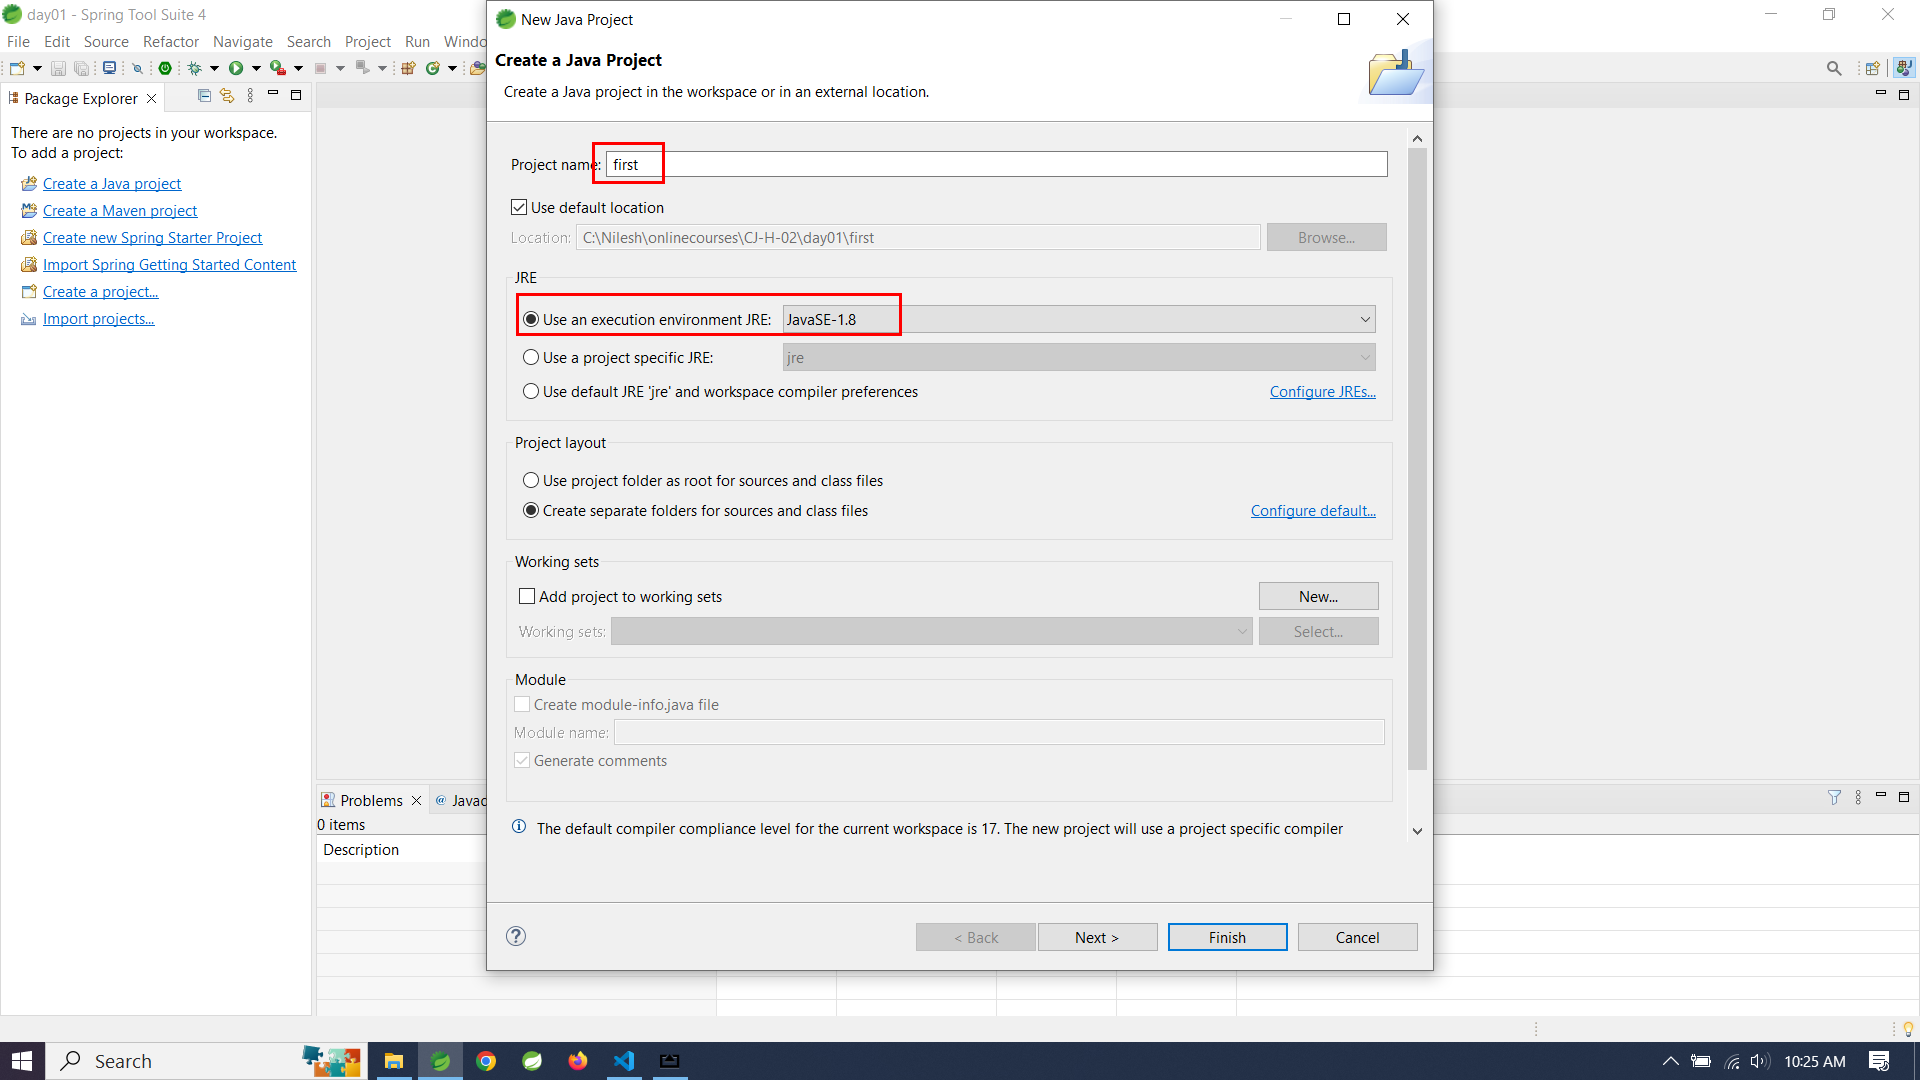 day01 - Spring Tool Suite 4
File Edit Source Refactor Navigate Search Project Run
Package Explorer
There are no projects in your workspace.
To add a project:
Create a Java project
Create a Maven project
Create new Spring Starter Project
Import Spring Getting Started Content
Create a project...
Import projects...
New Java Project
Create a Java Project
Create a Java project in the workspace or in an external location.
Project name: first
Use default location
Location: C:\Nilesh\onlinecourses\CJ-H-02\day01\first Browse...
JRE
Use an execution environment JRE: JavaSE-1.8
Use a project specific JRE: jre
Use default JRE 'jre' and workspace compiler preferences Configure JREs...
Project layout
Use project folder as root for sources and class files
Create separate folders for sources and class files Configure default...
Working sets
Add project to working sets New...
Working sets: Select...
Module
Create module-info.java file
Module name:
Generate comments
The default compiler compliance level for the current workspace is 17. The new project will use a project specific compiler
< Back Next > Finish Cancel
Problems @
0 items
Description
Search
10:25 AM